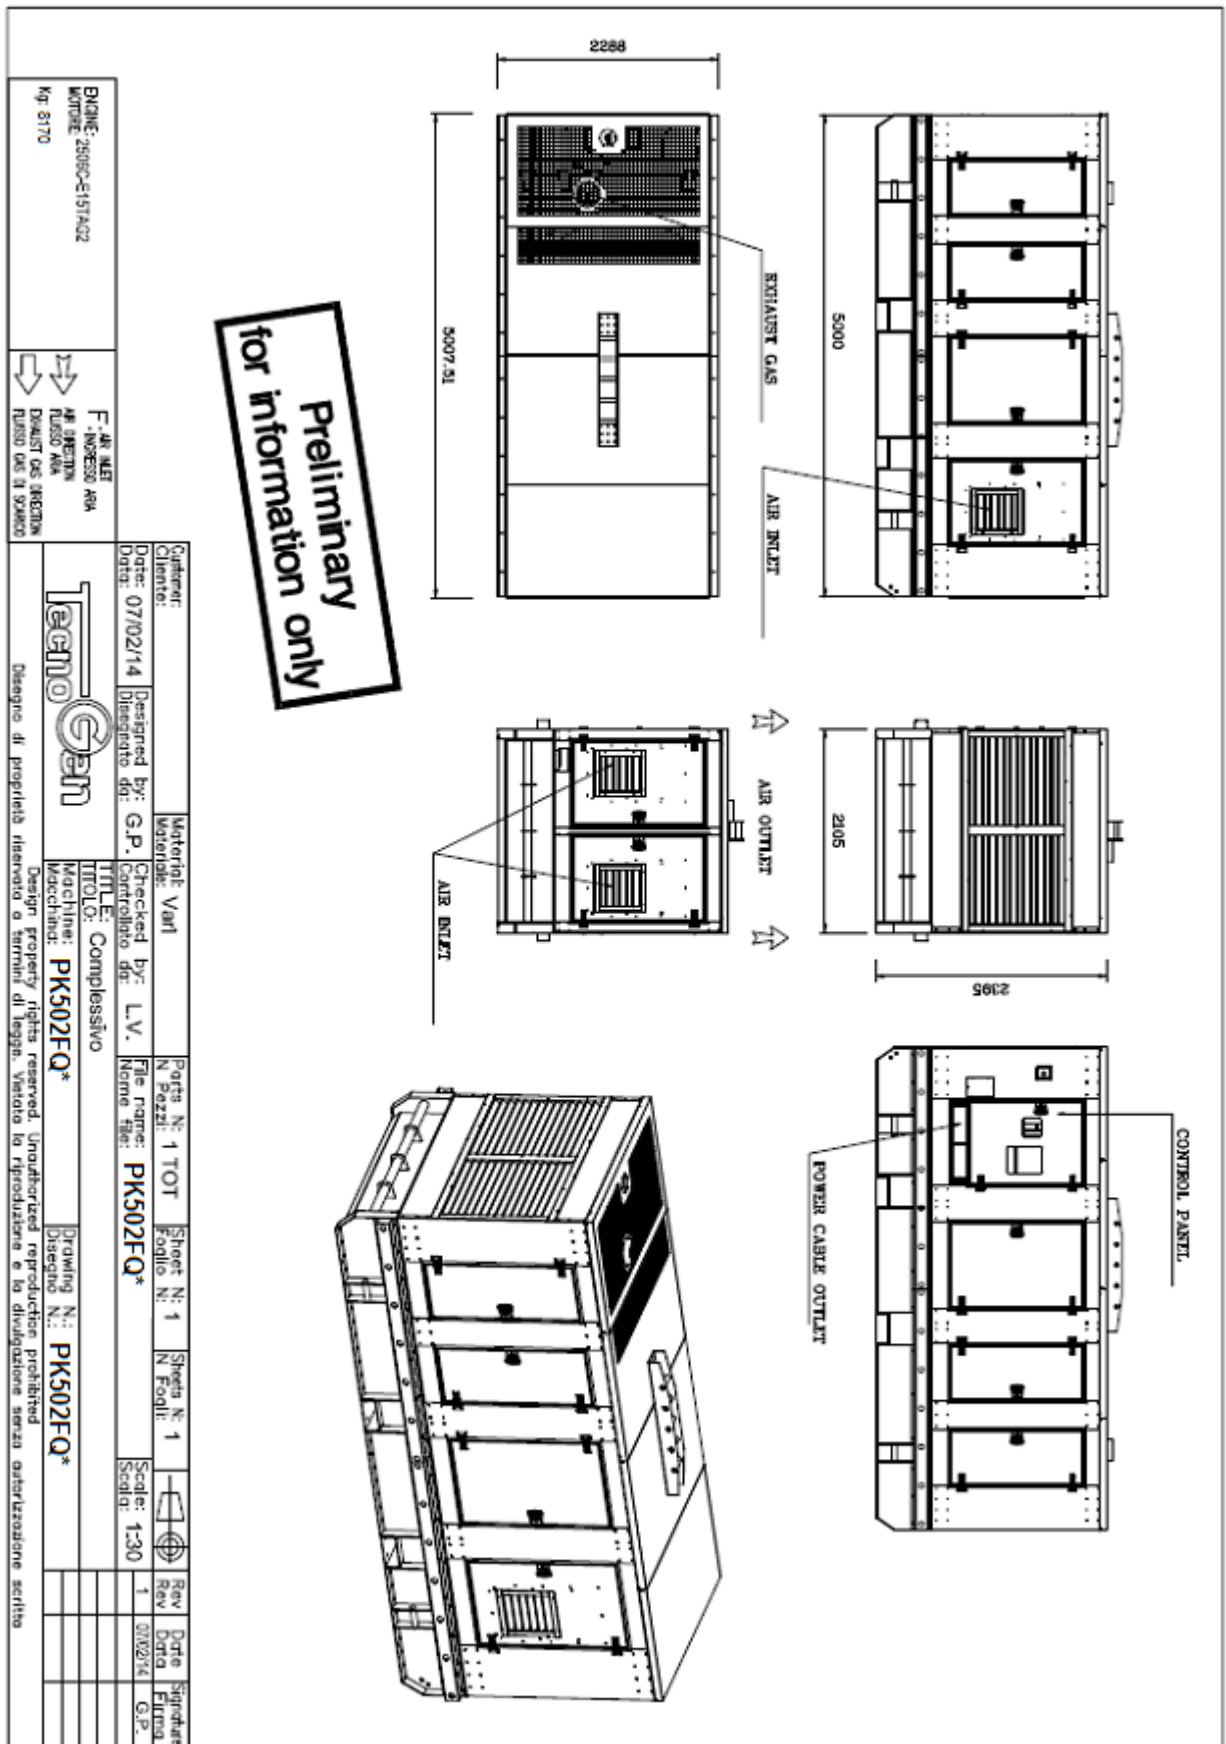 5000
2105
2395
CONTROL PANEL
POWER CABLE OUTLET
EXHAUST GAS
AIR INLET
AIR OUTLET
AIR INLET
2288
5007.51
Preliminary
for information only
ENGINE:
MOTORE: 2506C-E15TAG2
Kg: 8170
F - AIR INLET
- INGRESSO ARIA
AIR DIRECTION
FLUSSO ARIA
EXHAUST GAS DIRECTION
FLUSSO GAS DI SCARICO
Customer:
Cliente:
Material:
Materiale: Vari
Parts N:
N Pezzi: 1 TOT
Sheet N:
Foglio N: 1
Sheets N:
N Fogli: 1
Rev
Rev
Date
Data
Signature
Firma
Date:
Data: 07/02/14
Designed by:
Disegnato da: G.P.
Checked by:
Controllato da: L.V.
File name:
Nome file: PK502FQ*
Scale:
Scala: 1:30
1
07/02/14
G.P.
TecnoGen
TITLE:
TITOLO: Complessivo
Machine:
Macchina: PK502FQ*
Drawing N.:
Disegno N.: PK502FQ*
Design property rights reserved. Unauthorized reproduction prohibited
Disegno di proprietà riservata a termini di legge. Vietata la riproduzione e la divulgazione senza autorizzazione scritta